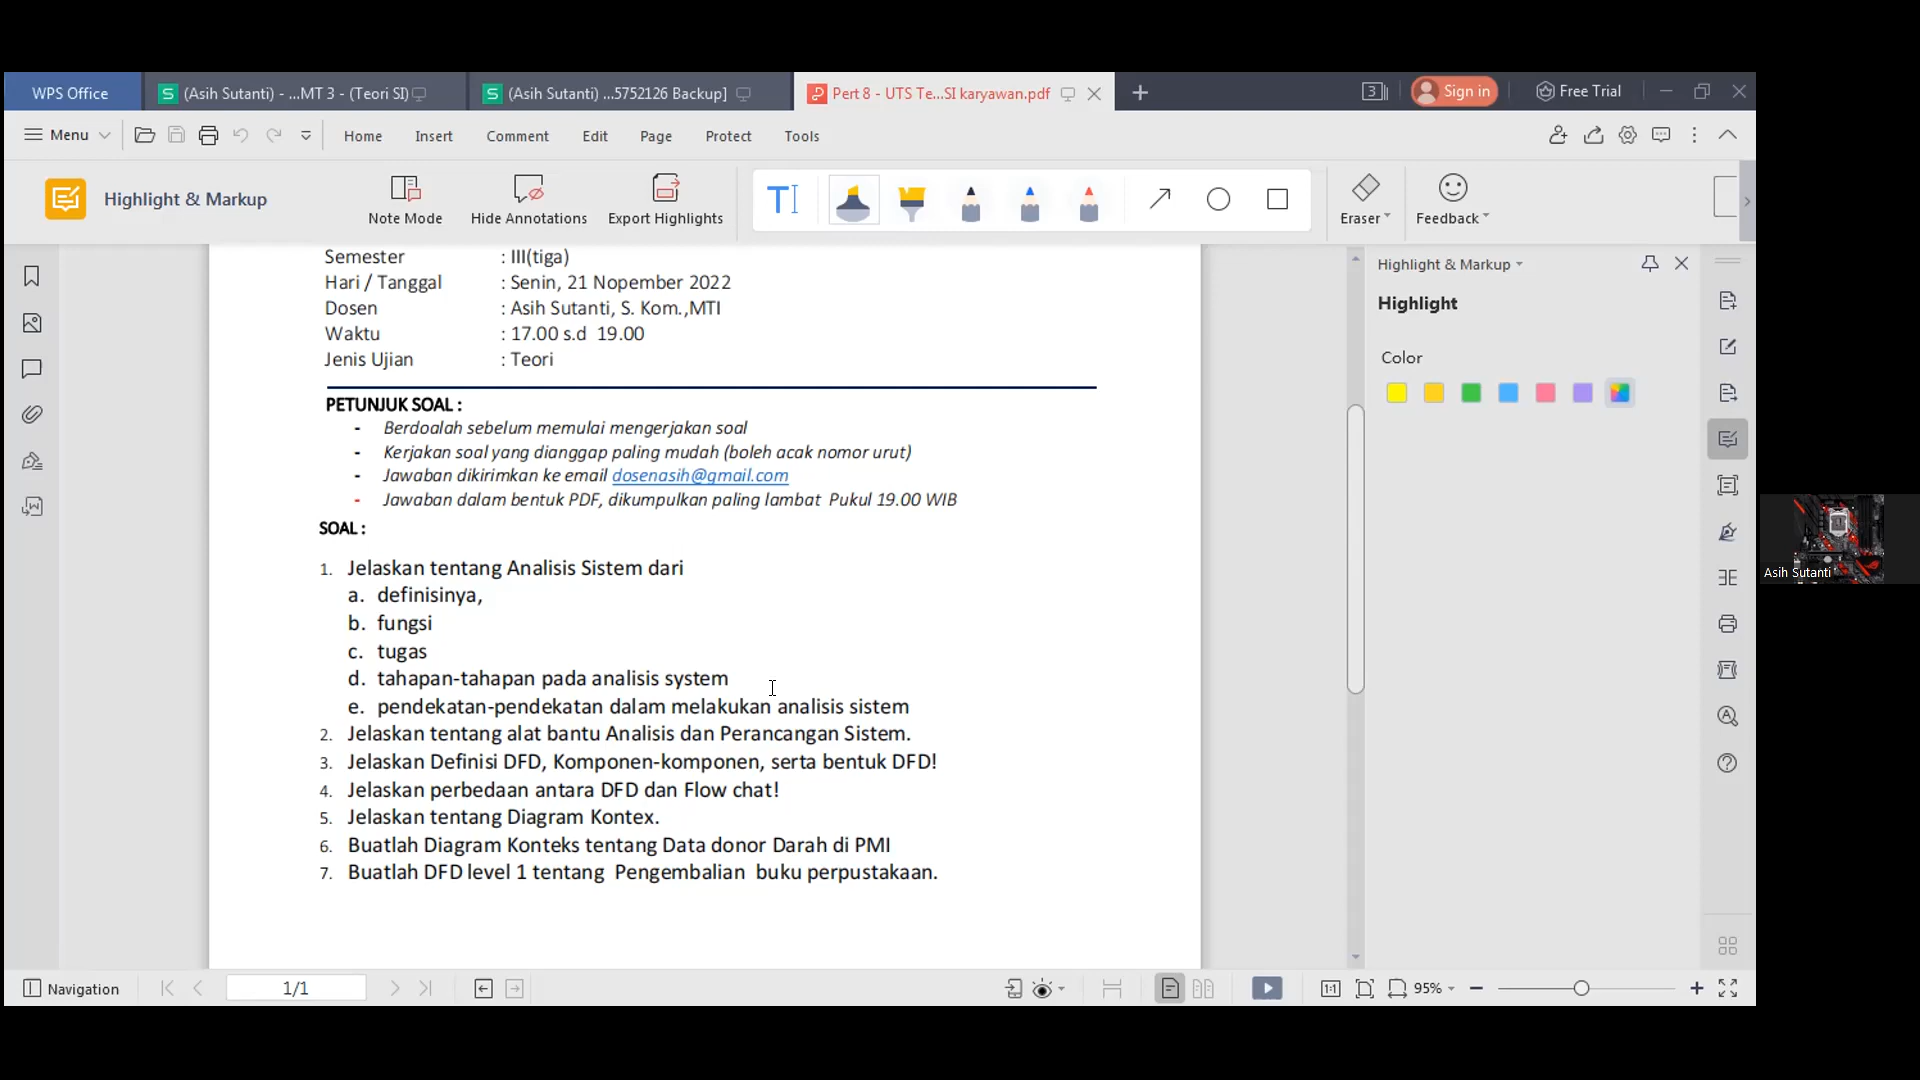 WPS Office
(Asih Sutanti) - ...MT 3 - (Teori SI)
(Asih Sutanti) ...5752126 Backup]
Pert 8 - UTS Te...SI karyawan.pdf
3
Sign in
Free Trial
Menu
Home
Insert
Comment
Edit
Page
Protect
Tools
Highlight & Markup
Note Mode
Hide Annotations
Export Highlights
T
Eraser
Feedback
Semester : III(tiga)
Hari / Tanggal : Senin, 21 Nopember 2022
Dosen : Asih Sutanti, S. Kom.,MTI
Waktu : 17.00 s.d 19.00
Jenis Ujian : Teori
PETUNJUK SOAL :
- Berdoalah sebelum memulai mengerjakan soal
- Kerjakan soal yang dianggap paling mudah (boleh acak nomor urut)
- Jawaban dikirimkan ke email dosenasih@gmail.com
- Jawaban dalam bentuk PDF, dikumpulkan paling lambat Pukul 19.00 WIB
SOAL :
1. Jelaskan tentang Analisis Sistem dari
a. definisinya,
b. fungsi
c. tugas
d. tahapan-tahapan pada analisis system
e. pendekatan-pendekatan dalam melakukan analisis sistem
2. Jelaskan tentang alat bantu Analisis dan Perancangan Sistem.
3. Jelaskan Definisi DFD, Komponen-komponen, serta bentuk DFD!
4. Jelaskan perbedaan antara DFD dan Flow chat!
5. Jelaskan tentang Diagram Kontex.
6. Buatlah Diagram Konteks tentang Data donor Darah di PMI
7. Buatlah DFD level 1 tentang Pengembalian buku perpustakaan.
Highlight & Markup
Highlight
Color
Asih Sutanti
Navigation
1/1
95%